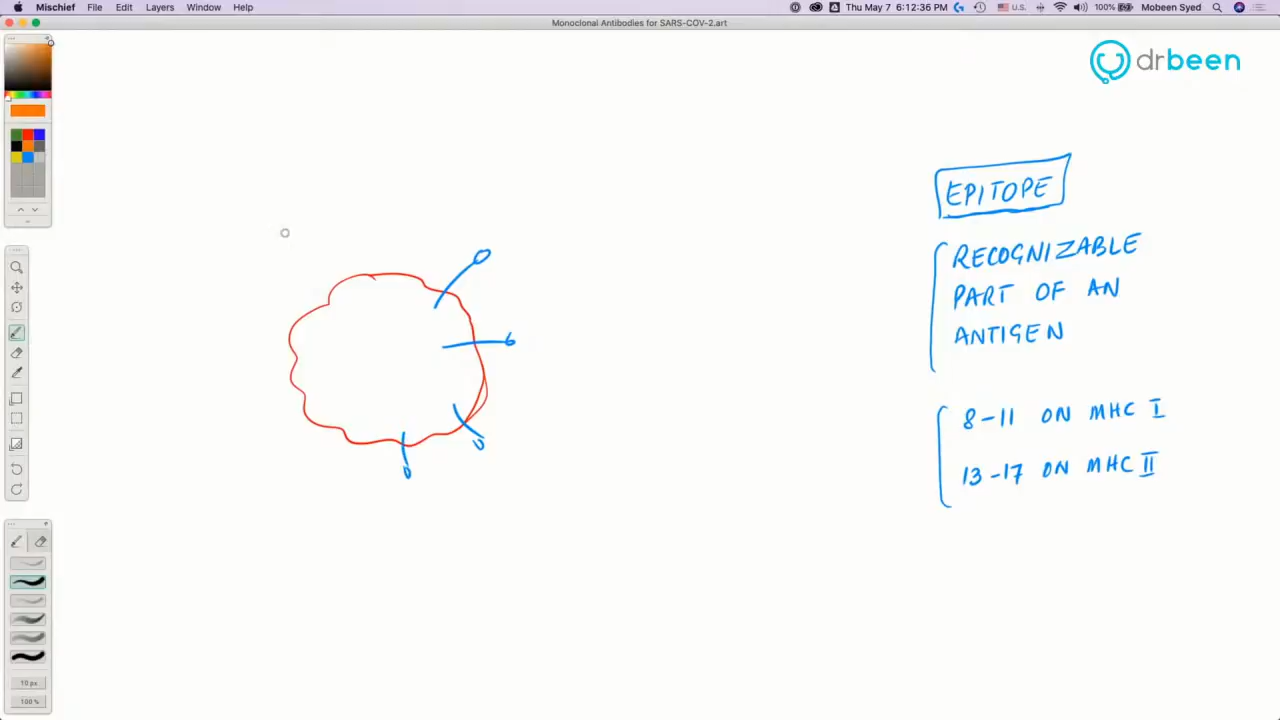 Mischief File Edit Layers Window Help
100% U.S. Thu May 7 6:12:36 PM Mobeen Syed
Monoclonal Antibodies for SARS-COV-2.art
drbeen
EPITOPE
RECOGNIZABLE
PART OF AN
ANTIGEN
8-11 ON MHC I
13-17 ON MHC II
10 px
100 %